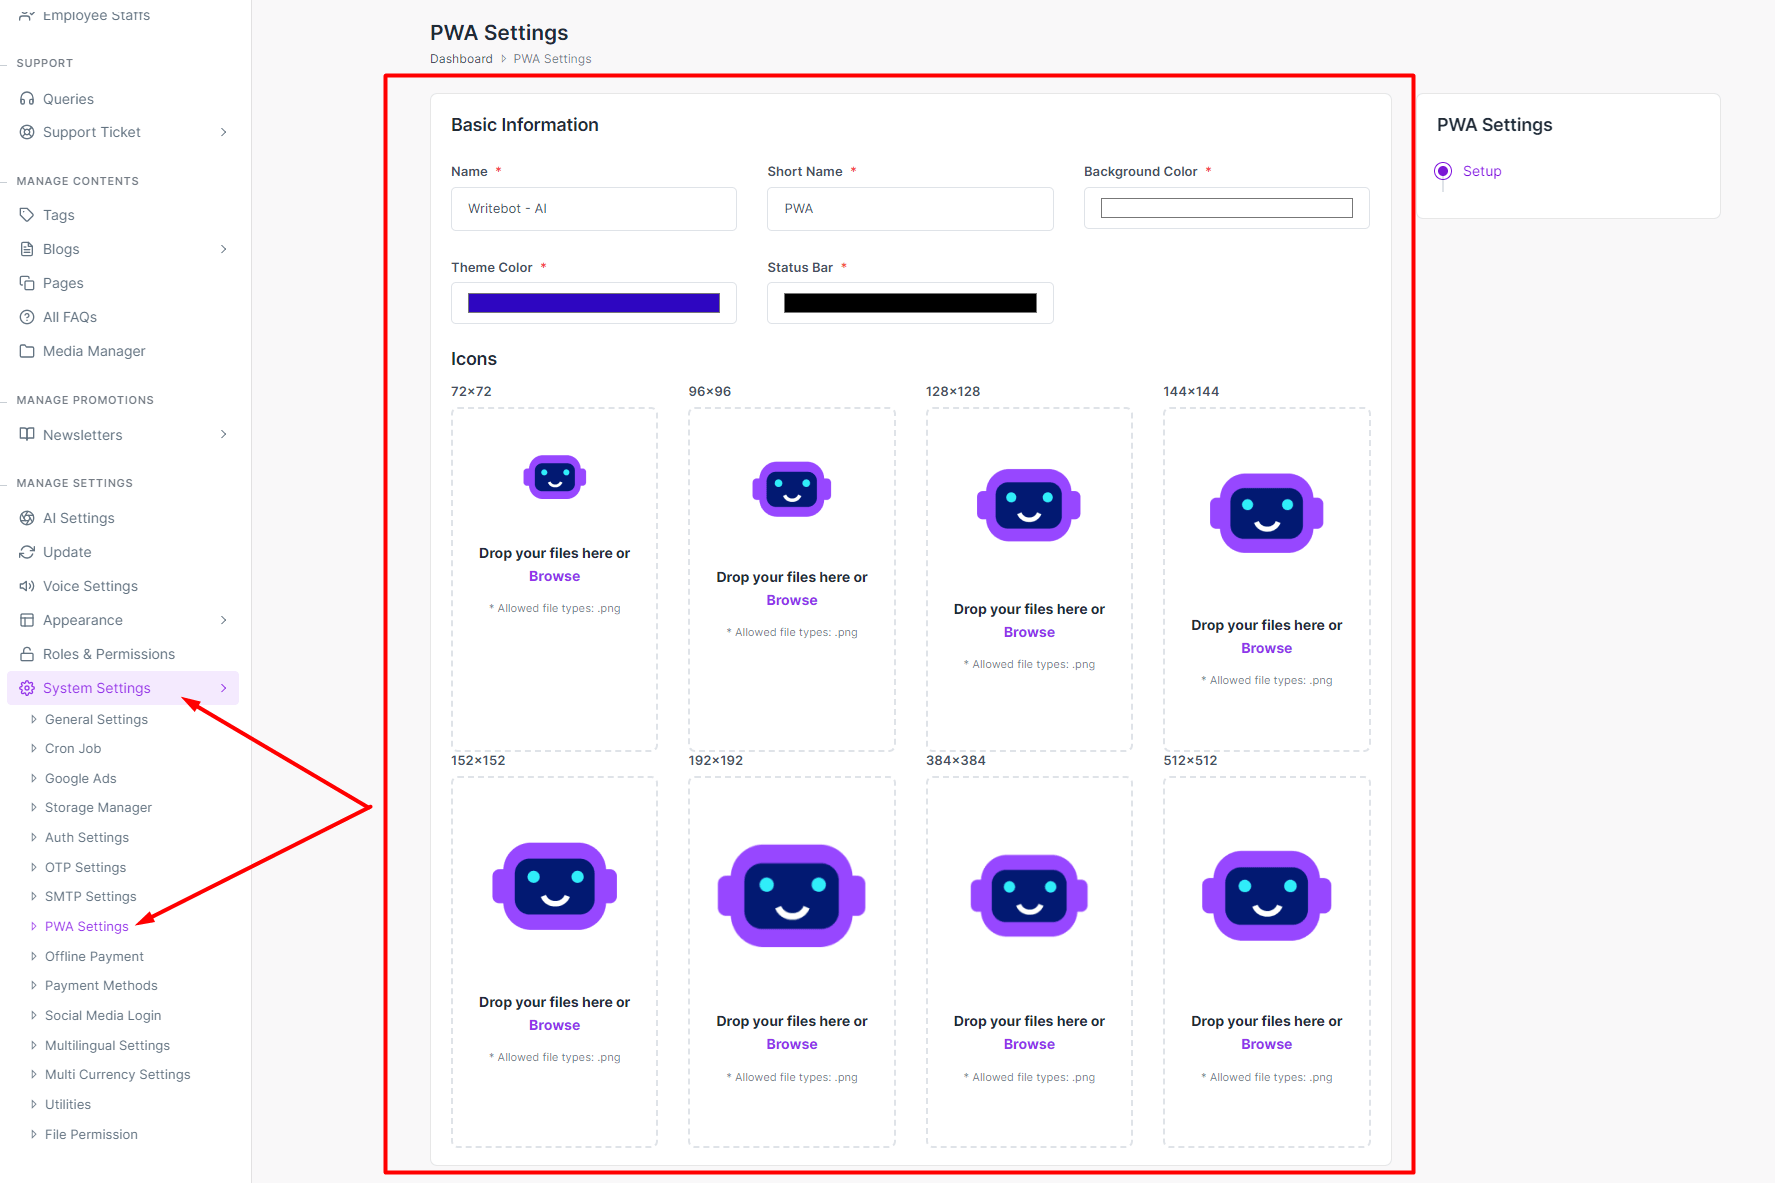 Employee Staffs
SUPPORT
Queries
Support Ticket
MANAGE CONTENTS
Tags
Blogs
Pages
All FAQs
Media Manager
MANAGE PROMOTIONS
Newsletters
MANAGE SETTINGS
AI Settings
Update
Voice Settings
Appearance
Roles & Permissions
System Settings
General Settings
Cron Job
Google Ads
Storage Manager
Auth Settings
OTP Settings
SMTP Settings
PWA Settings
Offline Payment
Payment Methods
Social Media Login
Multilingual Settings
Multi Currency Settings
Utilities
File Permission
PWA Settings
Dashboard PWA Settings
Basic Information
Name * Short Name * Background Color *
Writebot - AI PWA
Theme Color * Status Bar *
Icons
72×72 96×96 128×128 144×144
Drop your files here or
Browse
* Allowed file types: .png
Drop your files here or
Browse
* Allowed file types: .png
Drop your files here or
Browse
* Allowed file types: .png
Drop your files here or
Browse
* Allowed file types: .png
152×152 192×192 384×384 512×512
Drop your files here or
Browse
* Allowed file types: .png
Drop your files here or
Browse
* Allowed file types: .png
Drop your files here or
Browse
* Allowed file types: .png
Drop your files here or
Browse
* Allowed file types: .png
PWA Settings
Setup